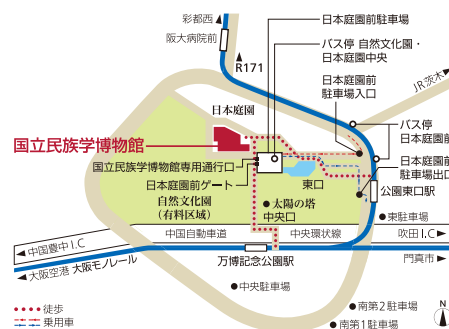 彩都西
阪大病院前
日本庭園前駐車場
バス停 自然文化園・
日本庭園中央
R171
日本庭園前
駐車場入口
JR茨木
日本庭園
国立民族学博物館
バス停
日本庭園前
国立民族学博物館専用通行口
日本庭園前
駐車場出口
日本庭園前ゲート
東口
公園東口駅
自然文化園
（有料区域）
太陽の塔
中央口
東駐車場
中国自動車道
中央環状線
吹田I.C
中国豊中I.C
大阪空港 大阪モノレール
万博記念公園駅
門真市
中央駐車場
徒歩
乗用車
南第2駐車場
南第1駐車場
N